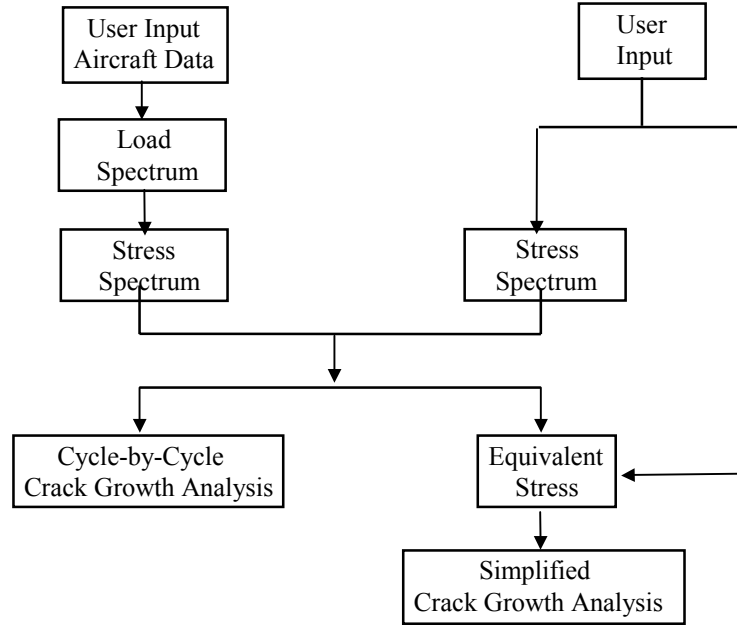 User Input
Aircraft Data
User
Input
Load
Spectrum
Stress
Spectrum
Stress
Spectrum
Cycle-by-Cycle
Crack Growth Analysis
Equivalent
Stress
Simplified
Crack Growth Analysis